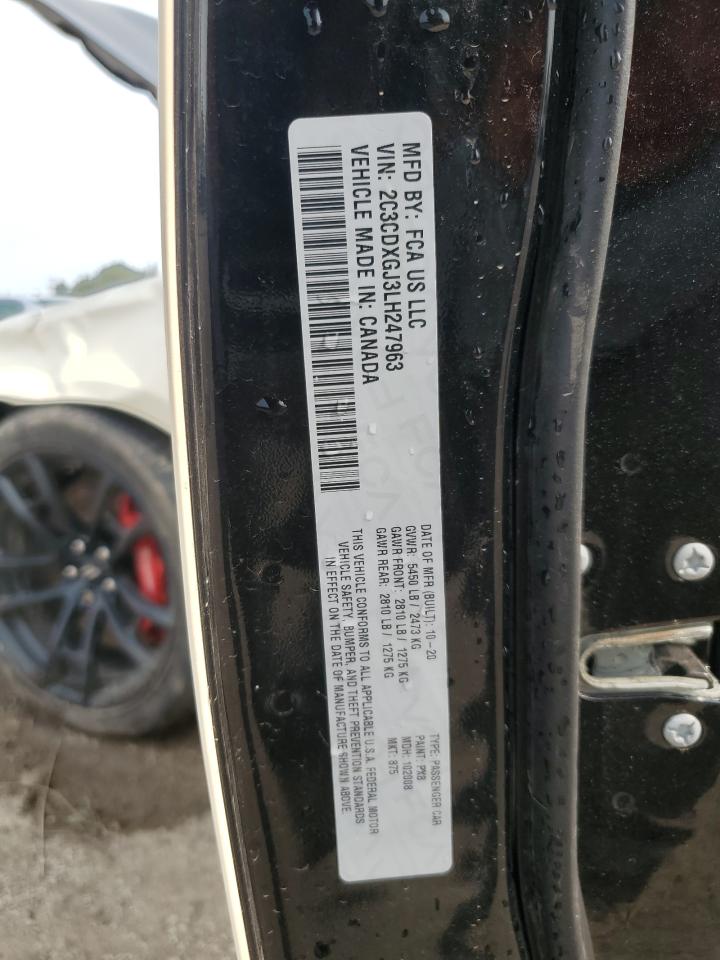 MFD BY: FCA US LLC
VIN: 2C3CDXGJ3LH247963
VEHICLE MADE IN: CANADA
DATE OF MFR (BUILT): 10-20
GVWR: 5450 LB / 2473 KG
GAWR FRONT: 2810 LB / 1275 KG
GAWR REAR: 2810 LB / 1275 KG
THIS VEHICLE CONFORMS TO ALL APPLICABLE U.S.A. FEDERAL MOTOR
VEHICLE SAFETY, BUMPER, AND THEFT PREVENTION STANDARDS
IN EFFECT ON THE DATE OF MANUFACTURE SHOWN ABOVE.
TYPE: PASSENGER CAR
PAINT: PX8
MDH: 102008
MKT: 875